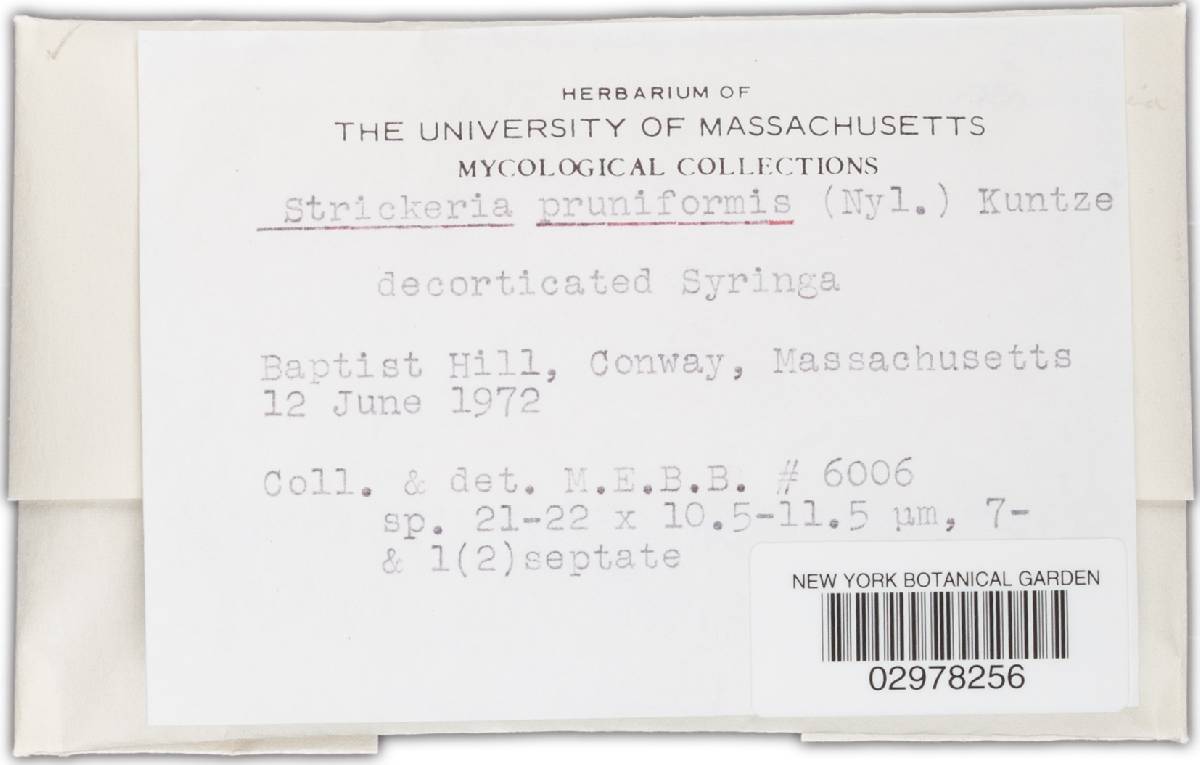 HERBARIUM OF
THE UNIVERSITY OF MASSACHUSETTS
MYCOLOGICAL COLLECTIONS
Strickeria pruniformis (Nyl.) Kuntze
decorticated Syringa
Baptist Hill, Conway, Massachusetts
12 June 1972
Coll. & det. M.E.B.B. # 6006
sp. 21-22 x 10.5-11.5 µm, 7-
& 1(2)septate
NEW YORK BOTANICAL GARDEN
02978256